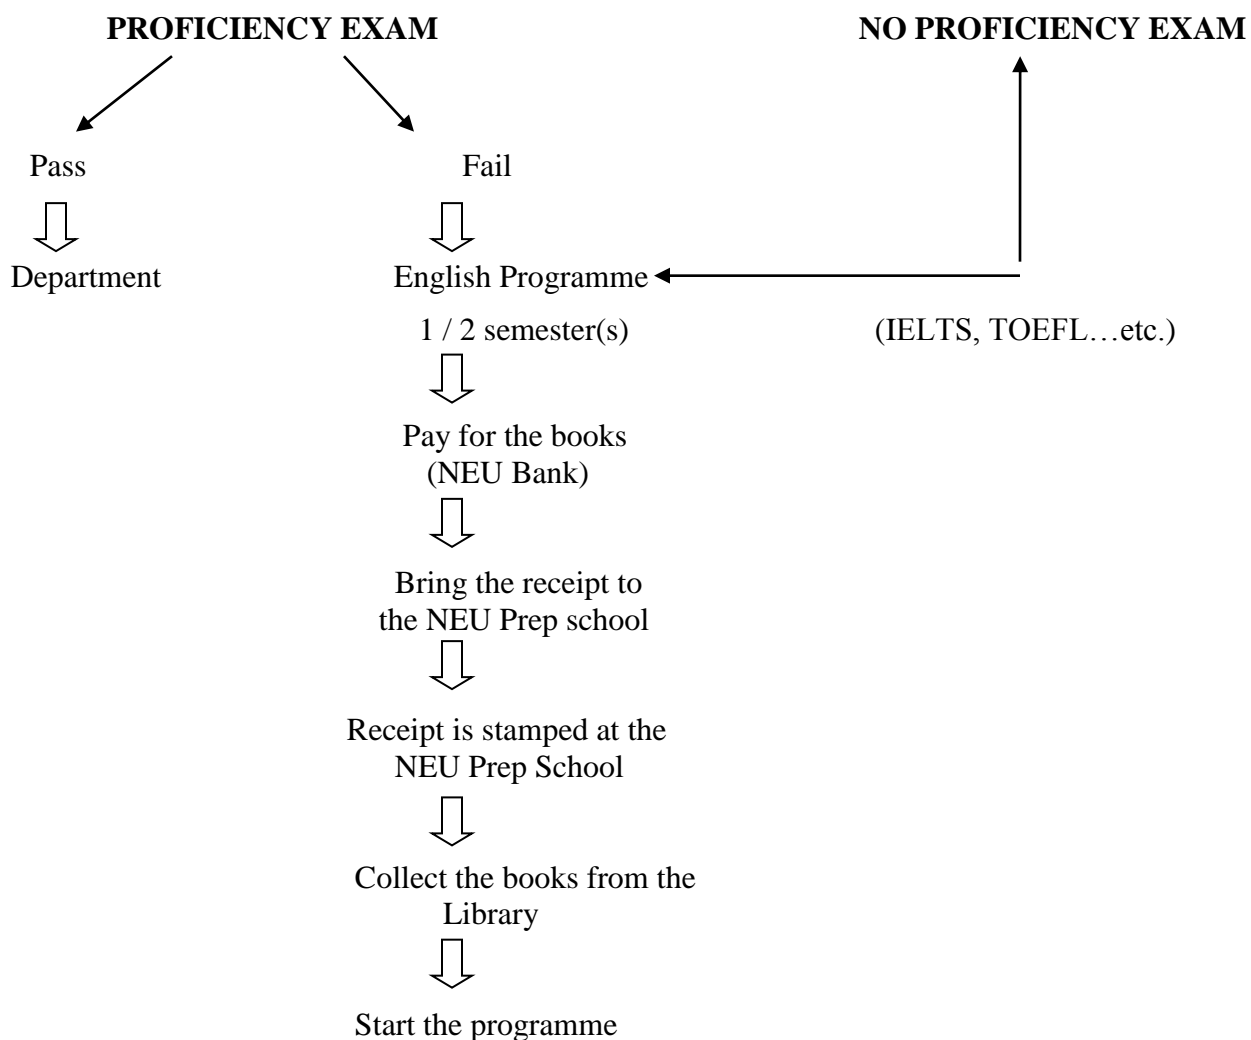 PROFICIENCY EXAM
NO PROFICIENCY EXAM
Pass
Fail
Department
English Programme
1 / 2 semester(s)
(IELTS, TOEFL…etc.)
Pay for the books
(NEU Bank)
Bring the receipt to
the NEU Prep school
Receipt is stamped at the
NEU Prep School
Collect the books from the
Library
Start the programme